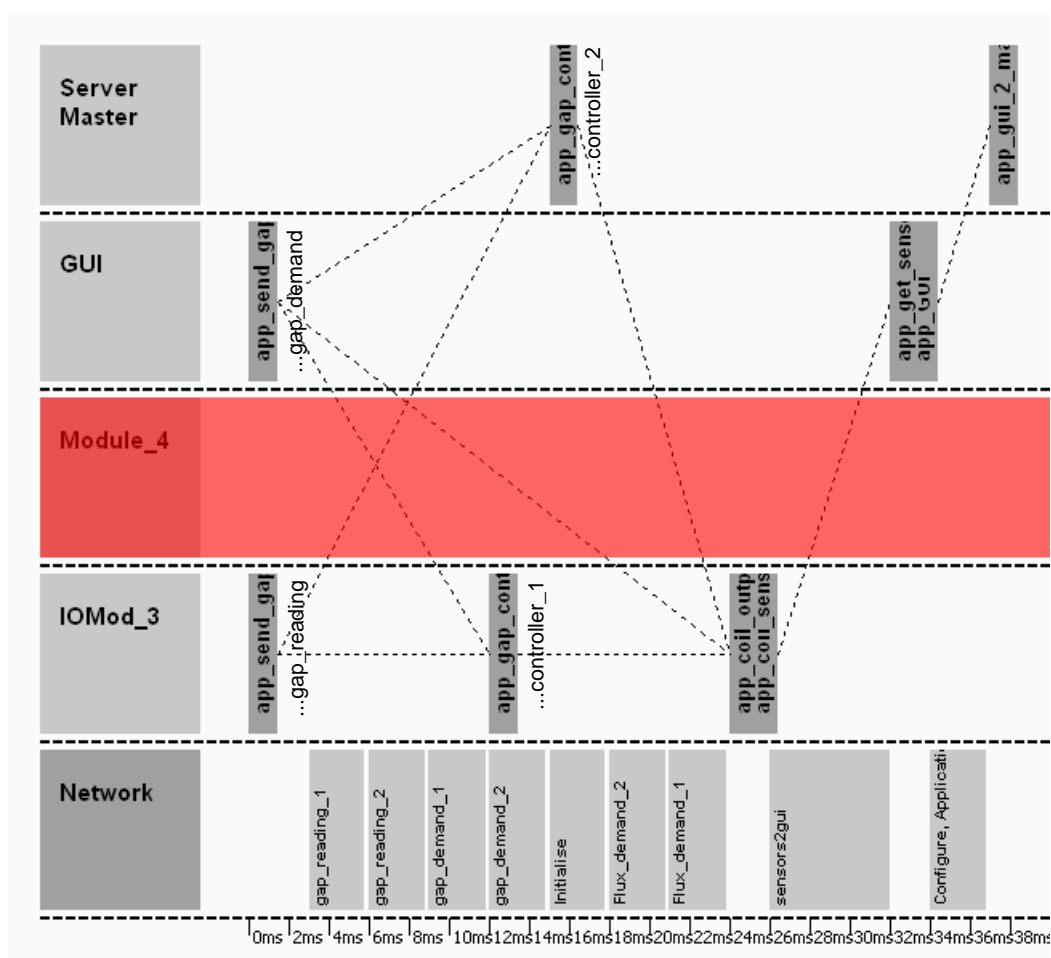 Server
Master
app_gap_cont
...controller_2
app_gui_2_ma
GUI
app_send_gap
...gap_demand
app_get_sens
app_GUI
Module_4
IOMod_3
app_send_gap
...gap_reading
app_gap_cont
...controller_1
app_coil_outp
app_coil_sens
Network
gap_reading_1
gap_reading_2
gap_demand_1
gap_demand_2
Initialise
Flux_demand_2
Flux_demand_1
sensors2gui
Configure, Applicati
0ms 2ms 4ms 6ms 8ms 10ms 12ms 14ms 16ms 18ms 20ms 22ms 24ms 26ms 28ms 30ms 32ms 34ms 36ms 38ms